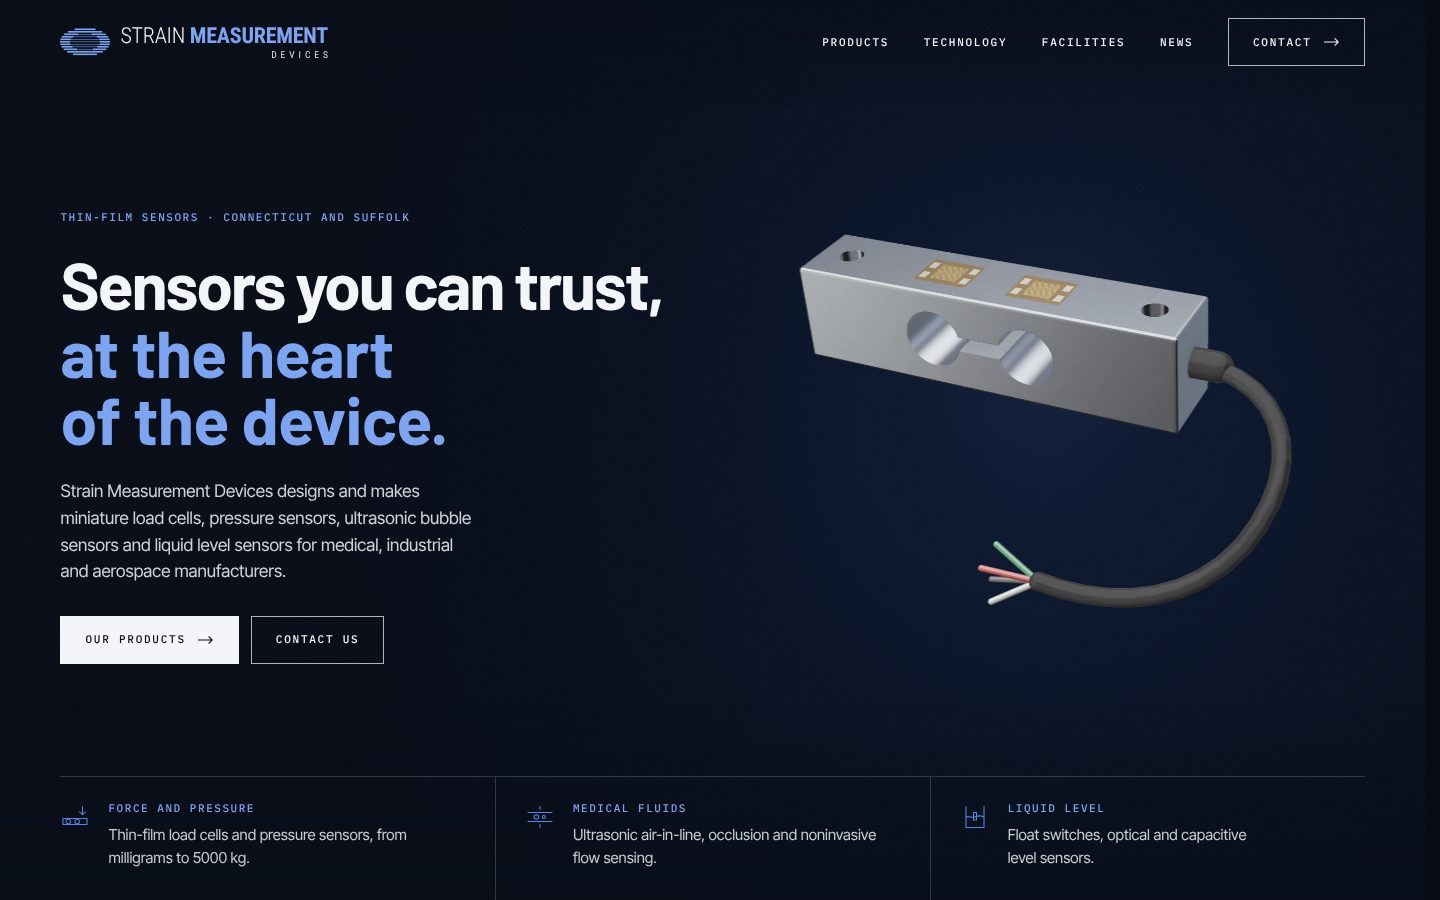 STRAIN MEASUREMENT
DEVICES
PRODUCTS
TECHNOLOGY
FACILITIES
NEWS
CONTACT
THIN-FILM SENSORS · CONNECTICUT AND SUFFOLK
Sensors you can trust,
at the heart
of the device.
Strain Measurement Devices designs and makes
miniature load cells, pressure sensors, ultrasonic bubble
sensors and liquid level sensors for medical, industrial
and aerospace manufacturers.
OUR PRODUCTS
CONTACT US
FORCE AND PRESSURE
Thin-film load cells and pressure sensors, from
milligrams to 5000 kg.
MEDICAL FLUIDS
Ultrasonic air-in-line, occlusion and noninvasive
flow sensing.
LIQUID LEVEL
Float switches, optical and capacitive
level sensors.